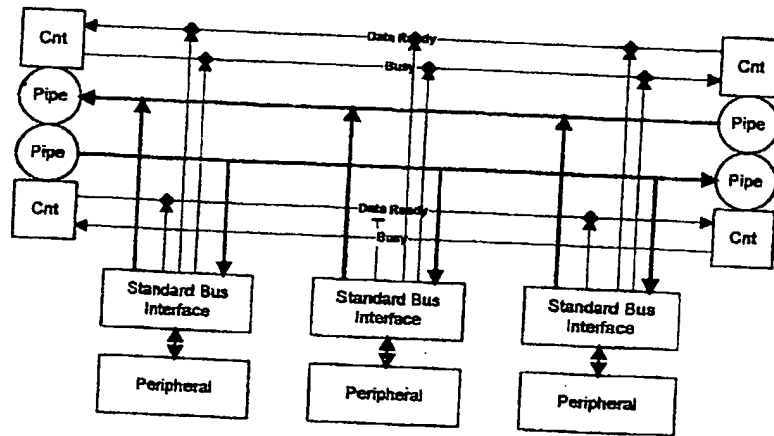 Cnt
Data Ready
Cnt
Busy
Pipe
Pipe
Pipe
Pipe
Cnt
Data Ready
Busy
Cnt
Standard Bus
Interface
Standard Bus
Interface
Standard Bus
Interface
Peripheral
Peripheral
Peripheral